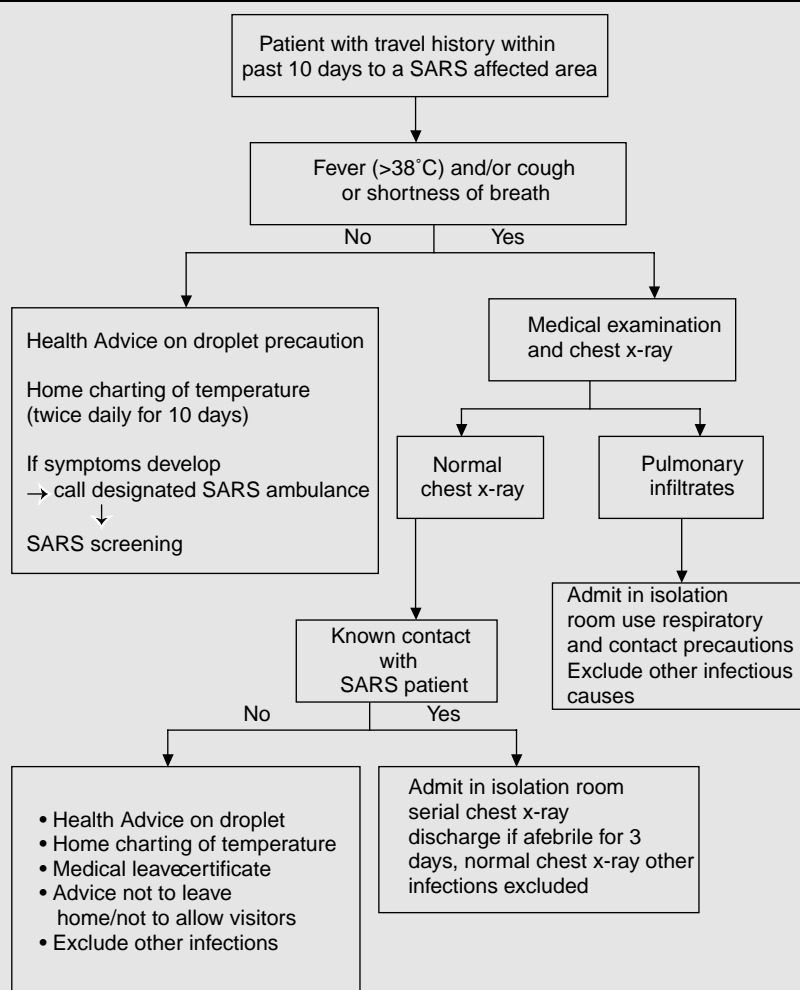 Patient with travel history within
past 10 days to a SARS affected area
Fever (>38˚C) and/or cough
or shortness of breath
No
Yes
Health Advice on droplet precaution
Home charting of temperature
(twice daily for 10 days)
If symptoms develop
→ call designated SARS ambulance
↓
SARS screening
Medical examination
and chest x-ray
Normal
chest x-ray
Pulmonary
infiltrates
Admit in isolation
room use respiratory
and contact precautions
Exclude other infectious
causes
Known contact
with
SARS patient
No
Yes
• Health Advice on droplet
• Home charting of temperature
• Medical leavecertificate
• Advice not to leave
home/not to allow visitors
• Exclude other infections
Admit in isolation room
serial chest x-ray
discharge if afebrile for 3
days, normal chest x-ray other
infections excluded